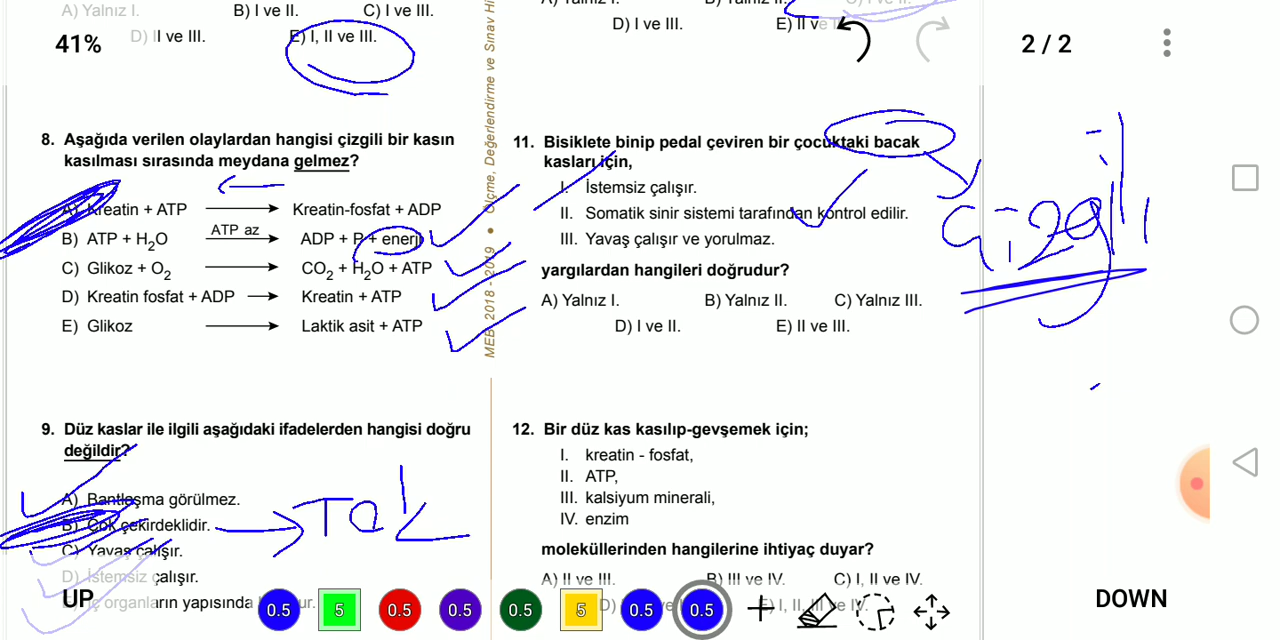 A) Yalnız I. B) I ve II. C) I ve III.
D) II ve III. E) I, II ve III.
41%
D) I ve III. E) II ve
2 / 2
8. Aşağıda verilen olaylardan hangisi çizgili bir kasın
kasılması sırasında meydana gelmez?
A) Kreatin + ATP → Kreatin-fosfat + ADP
B) ATP + H₂O ATP az → ADP + P + enerji
C) Glikoz + O₂ → CO₂ + H₂O + ATP
D) Kreatin fosfat + ADP → Kreatin + ATP
E) Glikoz → Laktik asit + ATP
9. Düz kaslar ile ilgili aşağıdaki ifadelerden hangisi doğru
değildir?
A) Bantlaşma görülmez.
B) Çok çekirdeklidir. → Tek
C) Yavaş çalışır.
D) İstemsiz çalışır.
İç organların yapısında
MEB 2018 - 2019 ● Ölçme, Değerlendirme ve Sınav Hi
11. Bisiklete binip pedal çeviren bir çocuktaki bacak
kasları için,
I. İstemsiz çalışır.
II. Somatik sinir sistemi tarafından kontrol edilir.
III. Yavaş çalışır ve yorulmaz.
yargılardan hangileri doğrudur?
A) Yalnız I. B) Yalnız II. C) Yalnız III.
D) I ve II. E) II ve III.
çizgili
12. Bir düz kas kasılıp-gevşemek için;
I. kreatin - fosfat,
II. ATP,
III. kalsiyum minerali,
IV. enzim
moleküllerinden hangilerine ihtiyaç duyar?
A) II ve III. B) III ve IV. C) I, II ve IV.
D) E) I, II, III ve IV.
UP 0.5 5 0.5 0.5 0.5 5 0.5 0.5 DOWN